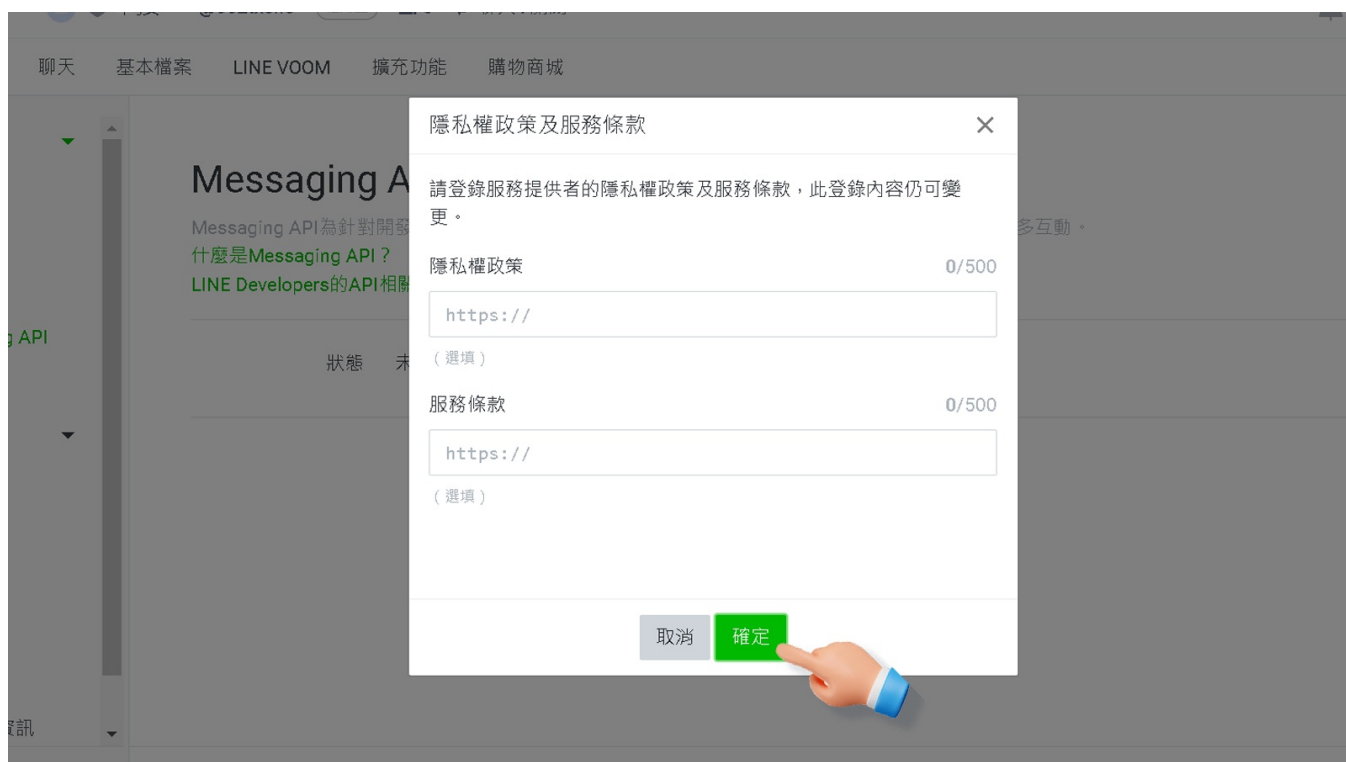 聊天 基本檔案 LINE VOOM 擴充功能 購物商城
隱私權政策及服務條款
Messaging A
請登錄服務提供者的隱私權政策及服務條款，此登錄內容仍可變
更。
Messaging API為針對開發
多互動。
什麼是Messaging API？
LINE Developers的API相關
隱私權政策 0/500
https://
（選填）
g API
狀態 未
服務條款 0/500
https://
（選填）
取消 確定
資訊